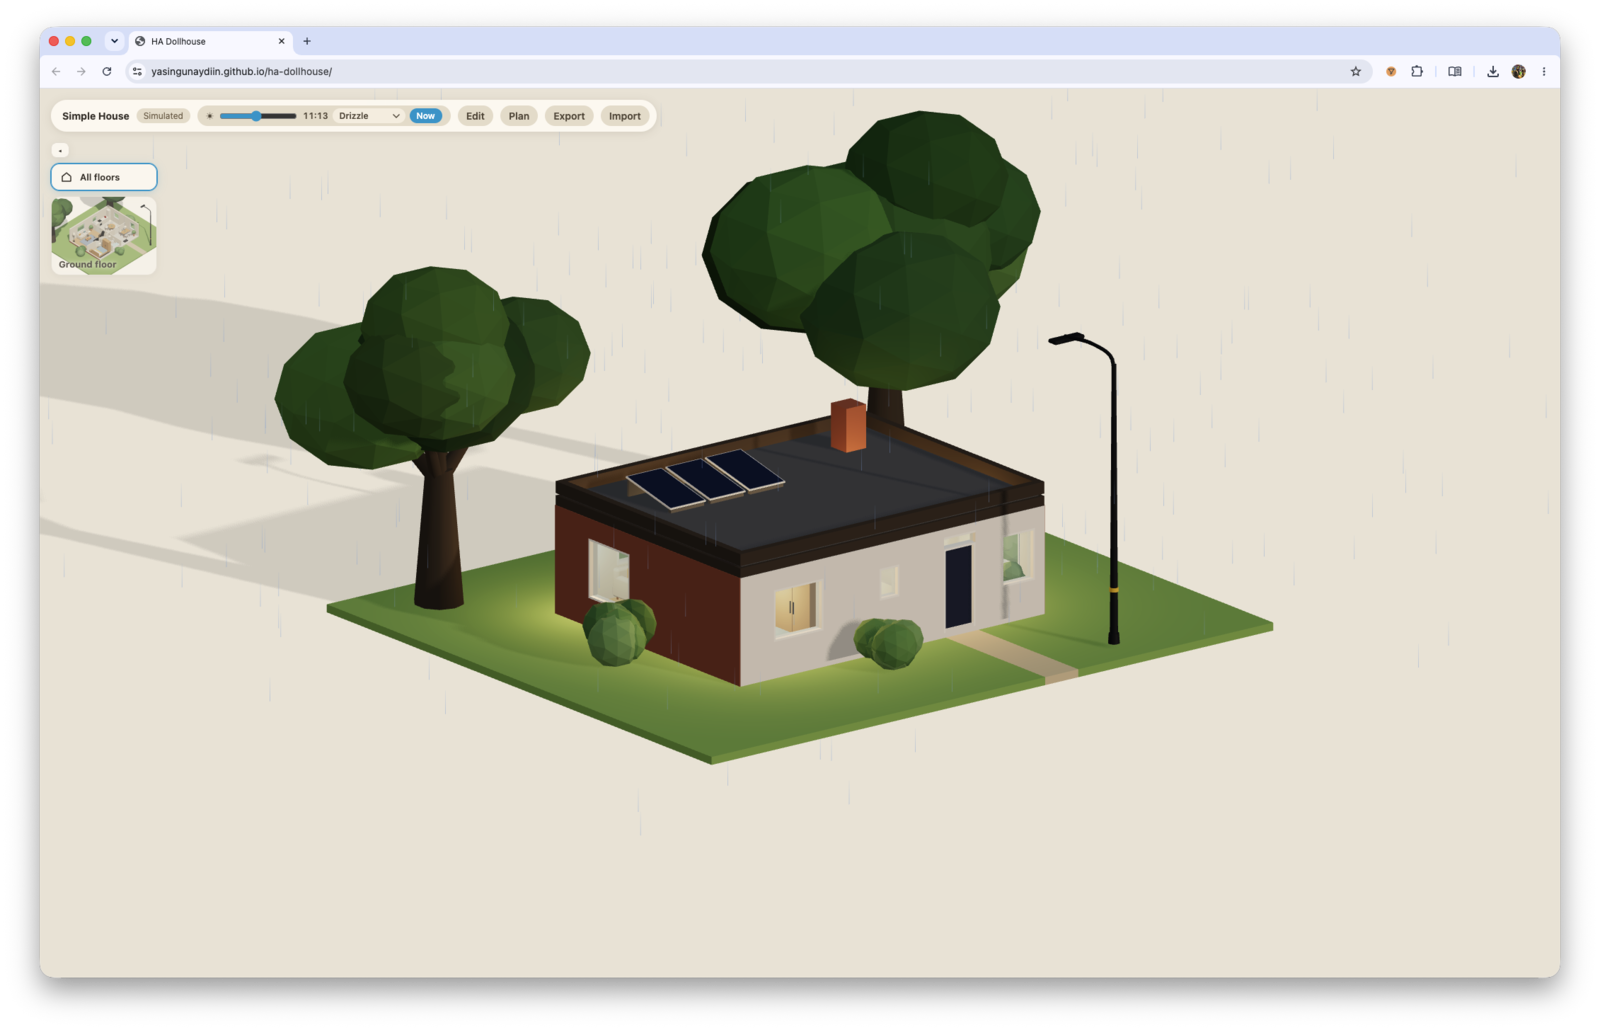 HA Dollhouse
yasingunaydiin.github.io/ha-dollhouse/
Simple House Simulated 11:13 Drizzle Now Edit Plan Export Import
All floors
Ground floor